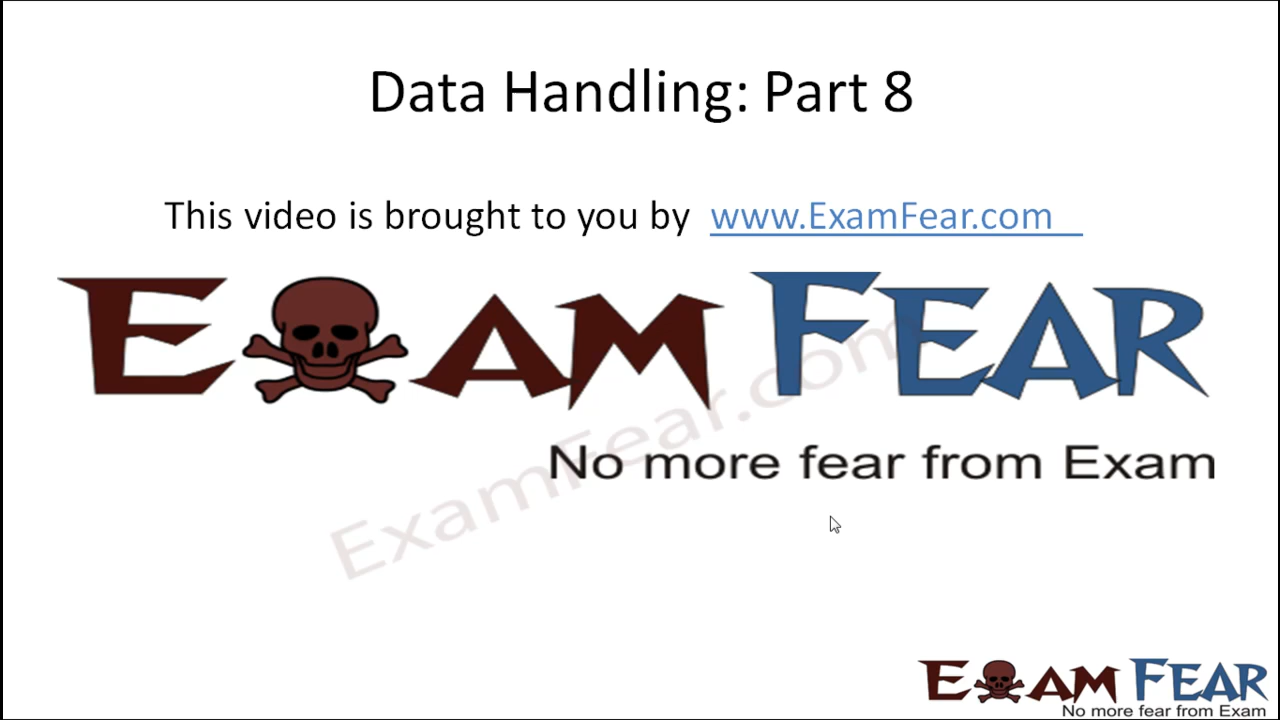 Data Handling: Part 8
This video is brought to you by www.ExamFear.com
EXAM FEAR
ExamFear.com
No more fear from Exam
EXAM FEAR
No more fear from Exam